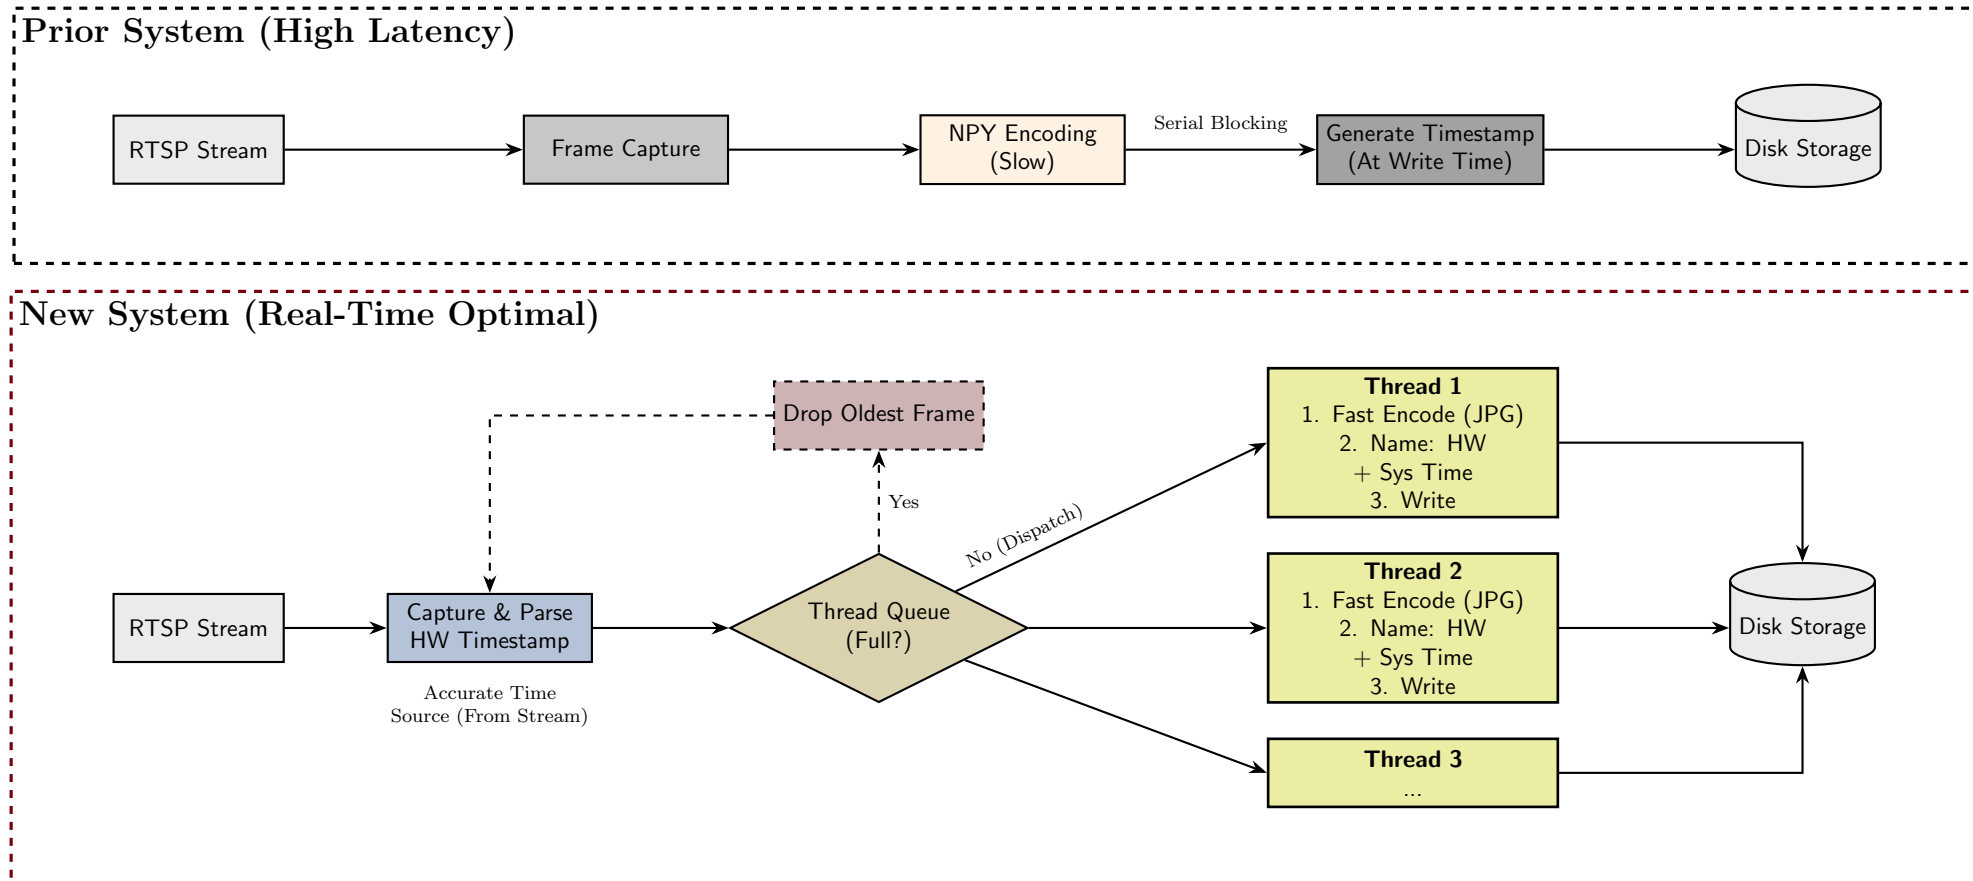 Prior System (High Latency)
RTSP Stream
Frame Capture
NPY Encoding
(Slow)
Serial Blocking
Generate Timestamp
(At Write Time)
Disk Storage
New System (Real-Time Optimal)
RTSP Stream
Capture & Parse
HW Timestamp
Accurate Time
Source (From Stream)
Drop Oldest Frame
Yes
Thread Queue
(Full?)
No (Dispatch)
Thread 1
1. Fast Encode (JPG)
2. Name: HW
+ Sys Time
3. Write
Thread 2
1. Fast Encode (JPG)
2. Name: HW
+ Sys Time
3. Write
Thread 3
...
Disk Storage